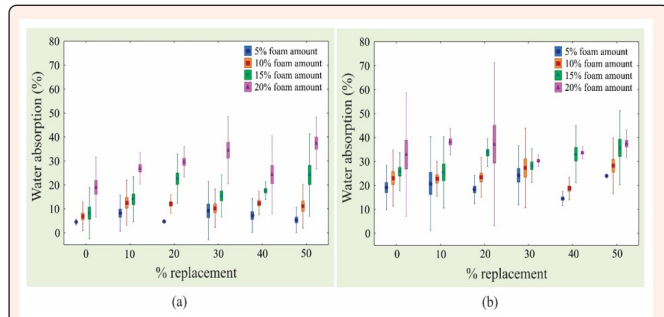 80
70
60
50
40
30
20
10
0
Water absorption (%)
5% foam amount
10% foam amount
15% foam amount
20% foam amount
0 10 20 30 40 50
% replacement
(a)
80
70
60
50
40
30
20
10
0
Water absorption (%)
5% foam amount
10% foam amount
15% foam amount
20% foam amount
0 10 20 30 40 50
% replacement
(b)